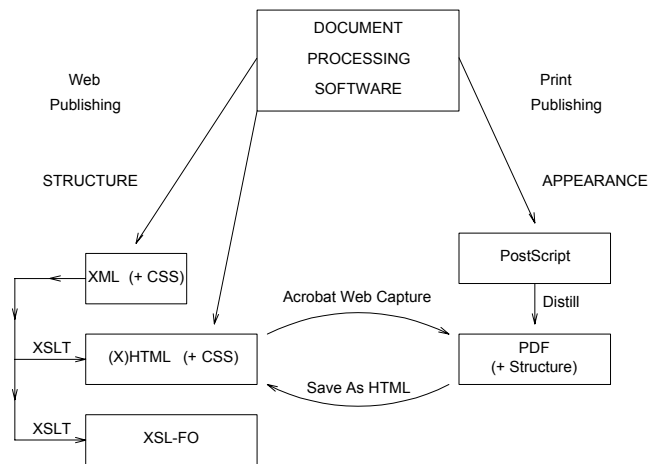 DOCUMENT
PROCESSING
SOFTWARE
Web
Publishing
Print
Publishing
STRUCTURE
APPEARANCE
XML (+ CSS)
PostScript
Acrobat Web Capture
Distill
XSLT
(X)HTML (+ CSS)
PDF
(+ Structure)
Save As HTML
XSLT
XSL-FO